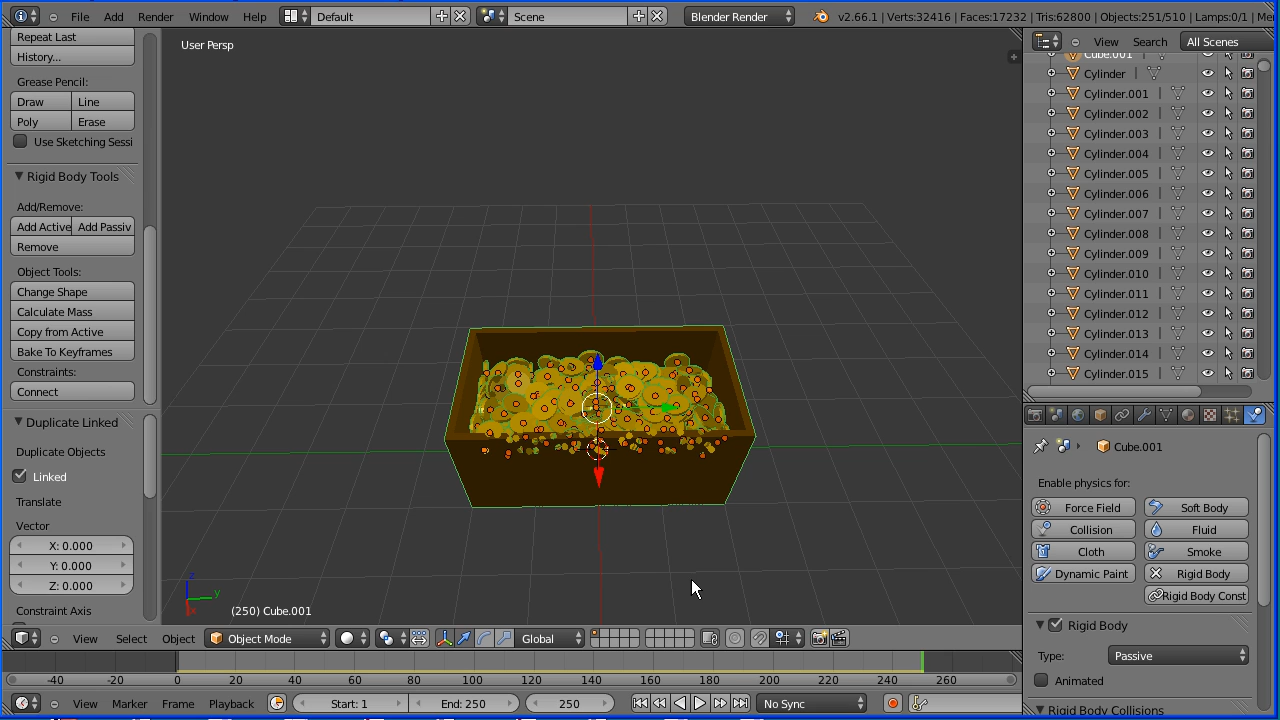 File Add Render Window Help Default Scene Blender Render v2.66.1 | Verts:32416 | Faces:17232 | Tris:62800 | Objects:251/510 | Lamps:0/1 |
Repeat Last
History...
Grease Pencil:
Draw Line
Poly Erase
Use Sketching Sessi
Rigid Body Tools
Add/Remove:
Add Active Add Passiv
Remove
Object Tools:
Change Shape
Calculate Mass
Copy from Active
Bake To Keyframes
Constraints:
Connect
Duplicate Linked
Duplicate Objects
Linked
Translate
Vector
X: 0.000
Y: 0.000
Z: 0.000
Constraint Axis
User Persp
z
y
x
(250) Cube.001
View Select Object Object Mode Global
-40 -20 0 20 40 60 80 100 120 140 160 180 200 220 240 260
View Marker Frame Playback Start: 1 End: 250 250 No Sync
View Search All Scenes
Cube.001
Cylinder
Cylinder.001
Cylinder.002
Cylinder.003
Cylinder.004
Cylinder.005
Cylinder.006
Cylinder.007
Cylinder.008
Cylinder.009
Cylinder.010
Cylinder.011
Cylinder.012
Cylinder.013
Cylinder.014
Cylinder.015
Cube.001
Enable physics for:
Force Field Soft Body
Collision Fluid
Cloth Smoke
Dynamic Paint Rigid Body
Rigid Body Const
Rigid Body
Type: Passive
Animated
Rigid Body Collisions